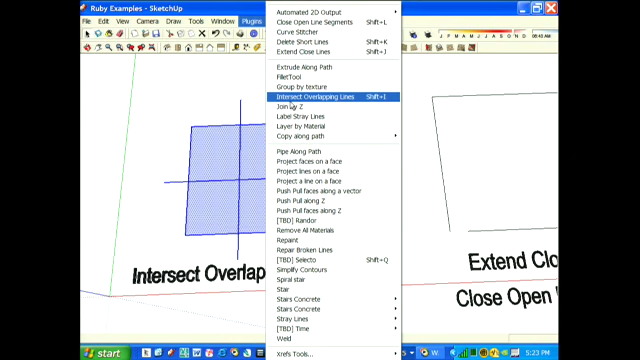 Ruby Examples - SketchUp
File Edit View Camera Draw Tools Window Plugins
J F M A M J J A S O N D 06:43 AM
Automated 2D Output
Close Open Line Segments Shift+L
Curve Stitcher
Delete Short Lines Shift+K
Extend Close Lines Shift+J
Extrude Along Path
FilletTool
Group by texture
Intersect Overlapping Lines Shift+I
Join by Z
Label Stray Lines
Layer by Material
Copy along path
Pipe Along Path
Project faces on a face
Project lines on a face
Project a line on a face
Push Pull faces along a vector
Push Pull along Z
Push Pull faces along Z
[TBD] Randor
Remove All Materials
Repaint
Repair Broken Lines
[TBD] Selecto Shift+Q
Simplify Contours
Spiral stair
Stair
Stars Concrete
Stars Concrete
Stray Lines
[TBD] Time
Weld
Xrefs Tools...
Intersect Overlap
Extend Clo
Close Open
start
W.
5:23 PM